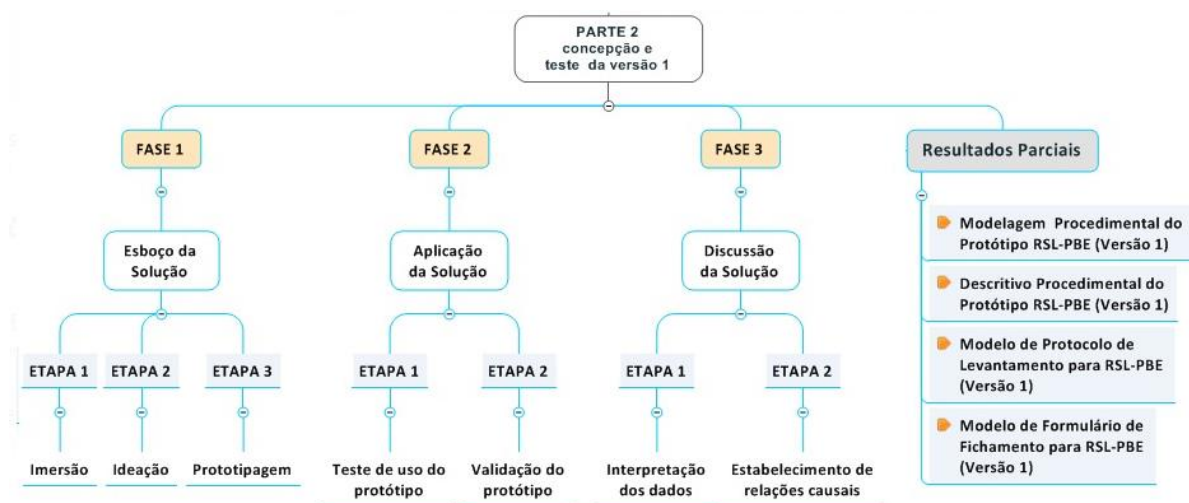 PARTE 2
concepção e
teste da versão 1
FASE 1
FASE 2
FASE 3
Resultados Parciais
Esboço da
Solução
Aplicação
da Solução
Discussão
da Solução
ETAPA 1
ETAPA 2
ETAPA 3
ETAPA 1
ETAPA 2
ETAPA 1
ETAPA 2
Imersão
Ideação
Prototipagem
Teste de uso do
protótipo
Validação do
protótipo
Interpretação
dos dados
Estabelecimento de
relações causais
Modelagem Procedimental do
Protótipo RSL-PBE (Versão 1)
Descritivo Procedimental do
Protótipo RSL-PBE (Versão 1)
Modelo de Protocolo de
Levantamento para RSL-PBE
(Versão 1)
Modelo de Formulário de
Fichamento para RSL-PBE
(Versão 1)